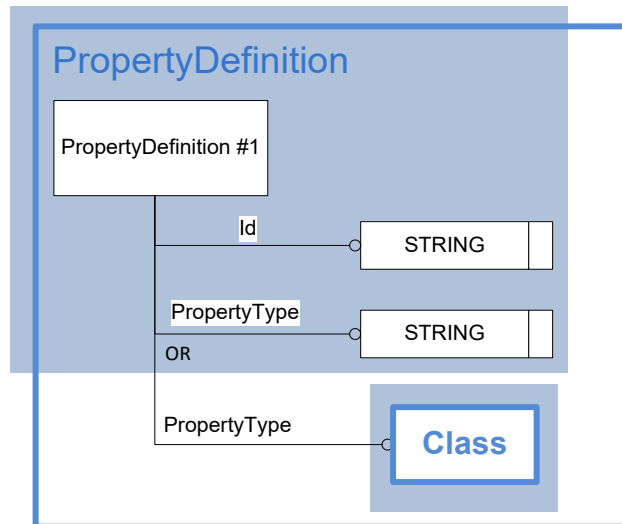 PropertyDefinition
PropertyDefinition #1
Id
STRING
PropertyType
STRING
OR
PropertyType
Class